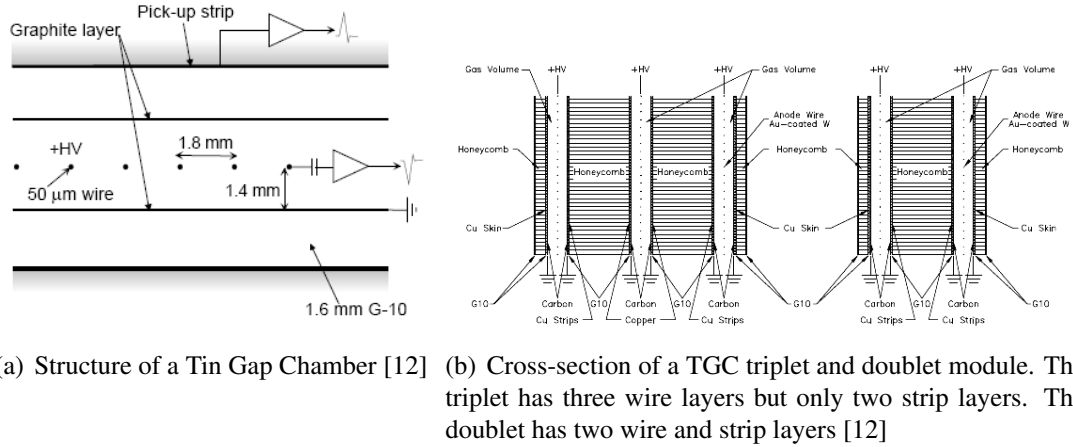 Pick-up strip
Graphite layer
+HV
1.8 mm
50 µm wire
1.4 mm
1.6 mm G-10
+HV +HV +HV +HV +HV
Gas Volume Gas Volume Gas Volume
Anode Wire Anode Wire
Au-coated W Au-coated W
Honeycomb Honeycomb Honeycomb Honeycomb Honeycomb Honeycomb
Cu Skin Cu Skin Cu Skin
G10 G10 G10 G10 G10 G10
Carbon Carbon Carbon Carbon Carbon
Cu Strips Copper Cu Strips Cu Strips Cu Strips
a) Structure of a Tin Gap Chamber [12]
(b) Cross-section of a TGC triplet and doublet module. Th
triplet has three wire layers but only two strip layers. Th
doublet has two wire and strip layers [12]